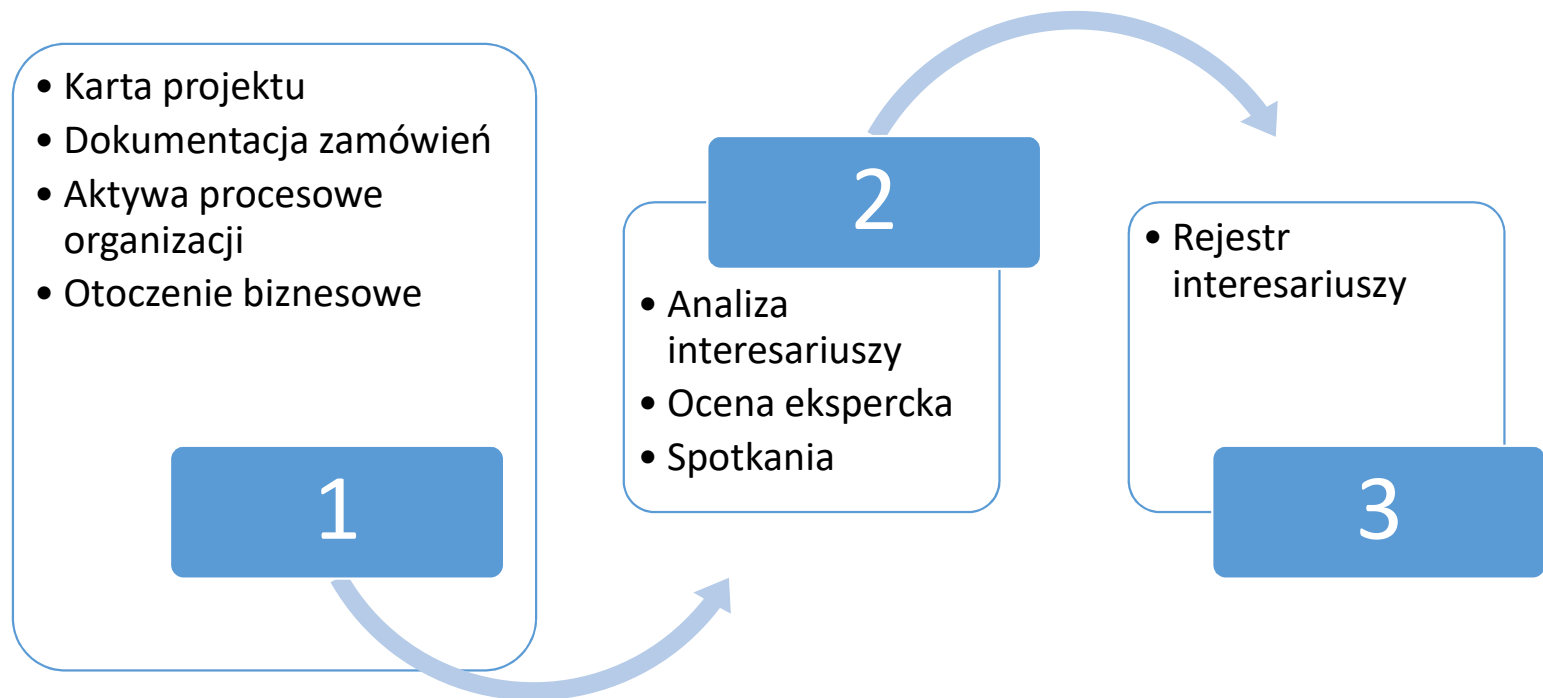 • Karta projektu
• Dokumentacja zamówień
• Aktywa procesowe
organizacji
• Otoczenie biznesowe
1
2
• Analiza
interesariuszy
• Ocena ekspercka
• Spotkania
• Rejestr
interesariuszy
3